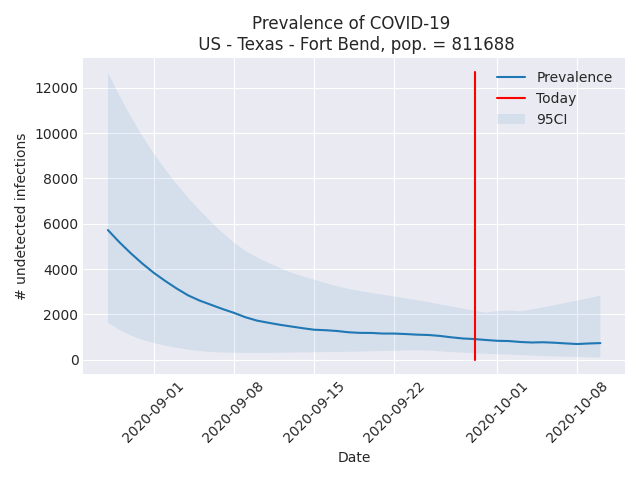 Prevalence of COVID-19
US - Texas - Fort Bend, pop. = 811688
Prevalence
Today
95CI
12000
10000
8000
6000
4000
2000
0
# undetected infections
2020-09-01
2020-09-08
2020-09-15
2020-09-22
2020-10-01
2020-10-08
Date